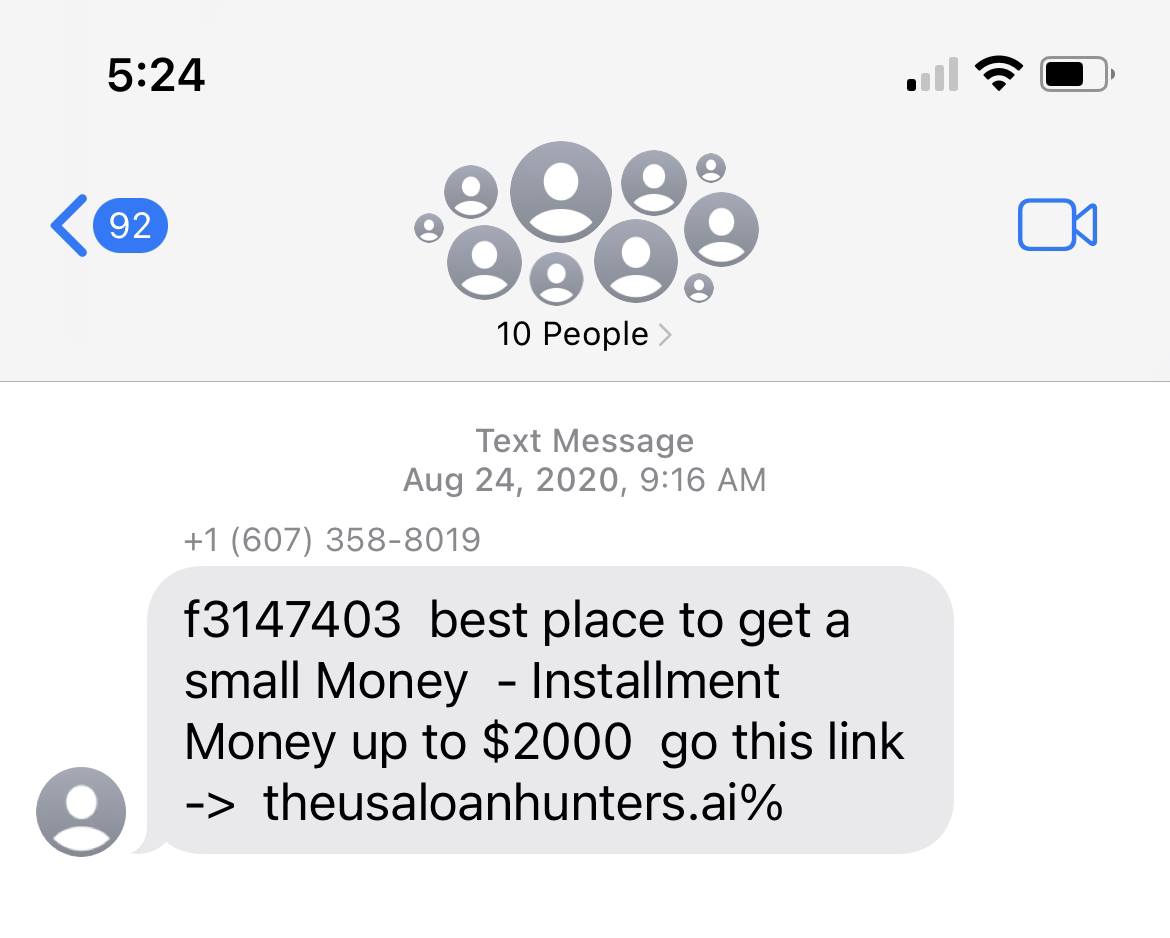 5:24
92
10 People
Text Message
Aug 24, 2020, 9:16 AM
+1 (607) 358-8019
f3147403  best place to get a
small Money  - Installment
Money up to $2000  go this link
->  theusaloanhunters.ai%